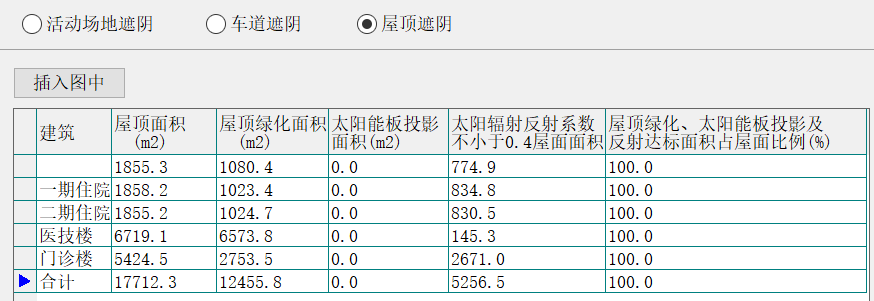 活动场地遮阴 车道遮阴 屋顶遮阴
插入图中
建筑 屋顶面积(m2) 屋顶绿化面积(m2) 太阳能板投影面积(m2) 太阳辐射反射系数不小于0.4屋面面积 屋顶绿化、太阳能板投影及反射达标面积占屋面比例(%)
1855.3 1080.4 0.0 774.9 100.0
一期住院 1858.2 1023.4 0.0 834.8 100.0
二期住院 1855.2 1024.7 0.0 830.5 100.0
医技楼 6719.1 6573.8 0.0 145.3 100.0
门诊楼 5424.5 2753.5 0.0 2671.0 100.0
合计 17712.3 12455.8 0.0 5256.5 100.0